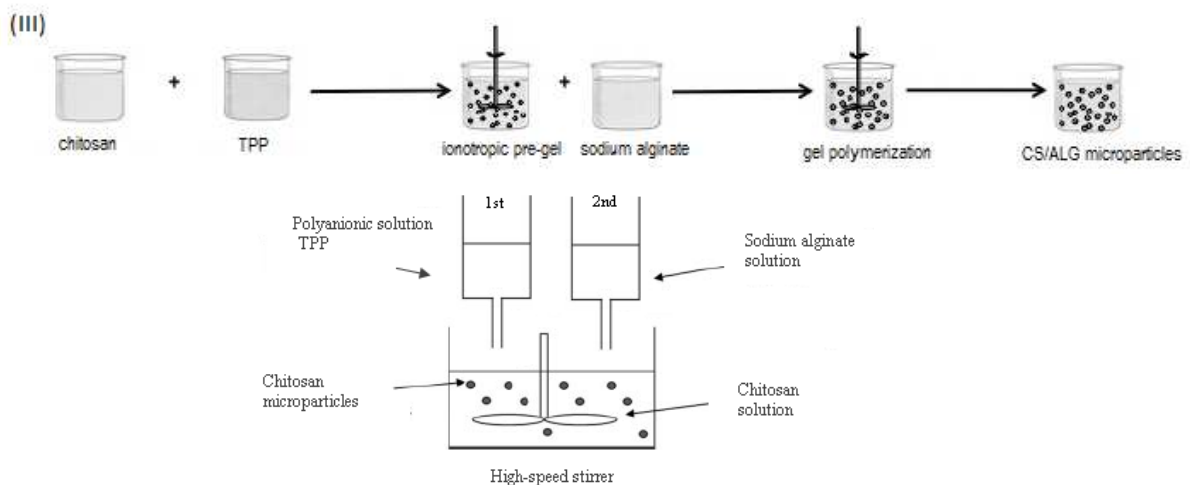 (III)
+
+
chitosan
TPP
ionotropic pre-gel
sodium alginate
gel polymerization
CS/ALG microparticles
1st
2nd
Polyanionic solution
TPP
Sodium alginate
solution
Chitosan
microparticles
Chitosan
solution
High-speed stirrer